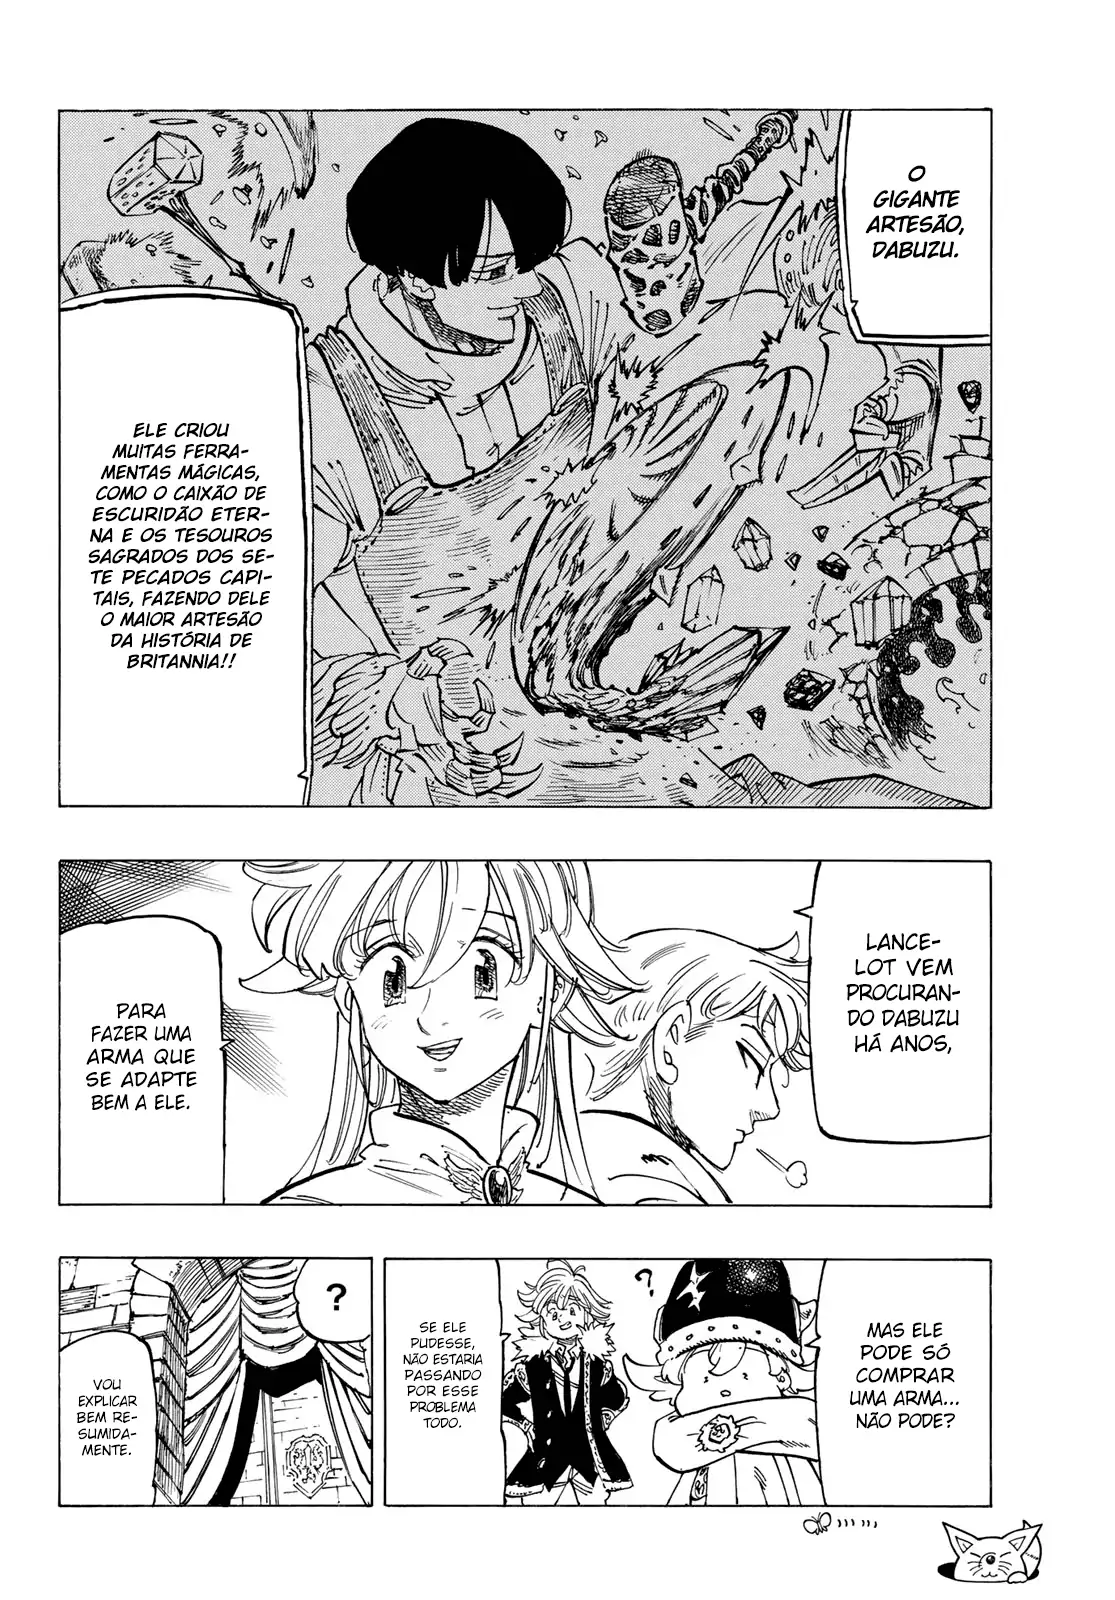 O
GIGANTE
ARTESÃO,
DABUZU.
ELE CRIOU
MUITAS FERRA-
MENTAS MÁGICAS,
COMO O CAIXÃO DE
ESCURIDÃO ETER-
NA E OS TESOUROS
SAGRADOS DOS SE-
TE PECADOS CAPI-
TAIS, FAZENDO DELE
O MAIOR ARTESÃO
DA HISTÓRIA DE
BRITANNIA!!
LANCE-
LOT VEM
PROCURAN-
DO DABUZU
HÁ ANOS,
PARA
FAZER UMA
ARMA QUE
SE ADAPTE
BEM A ELE.
MAS ELE
PODE SÓ
COMPRAR
UMA ARMA...
NÃO PODE?
?
SE ELE
PUDESSE,
NÃO ESTARIA
PASSANDO
POR ESSE
PROBLEMA
TODO.
?
VOU
EXPLICAR
BEM RE-
SUMIDA-
MENTE.